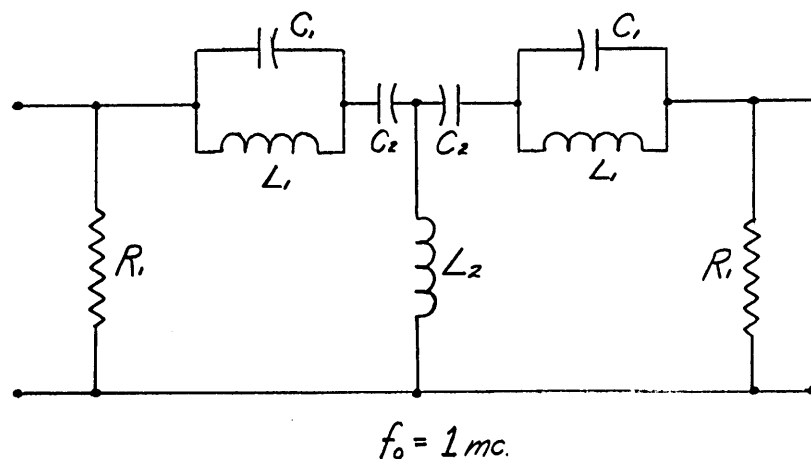 C₁ C₁
C₂ C₂
L₁ L₁
R₁ L₂ R₁
f₀ = 1 mc.